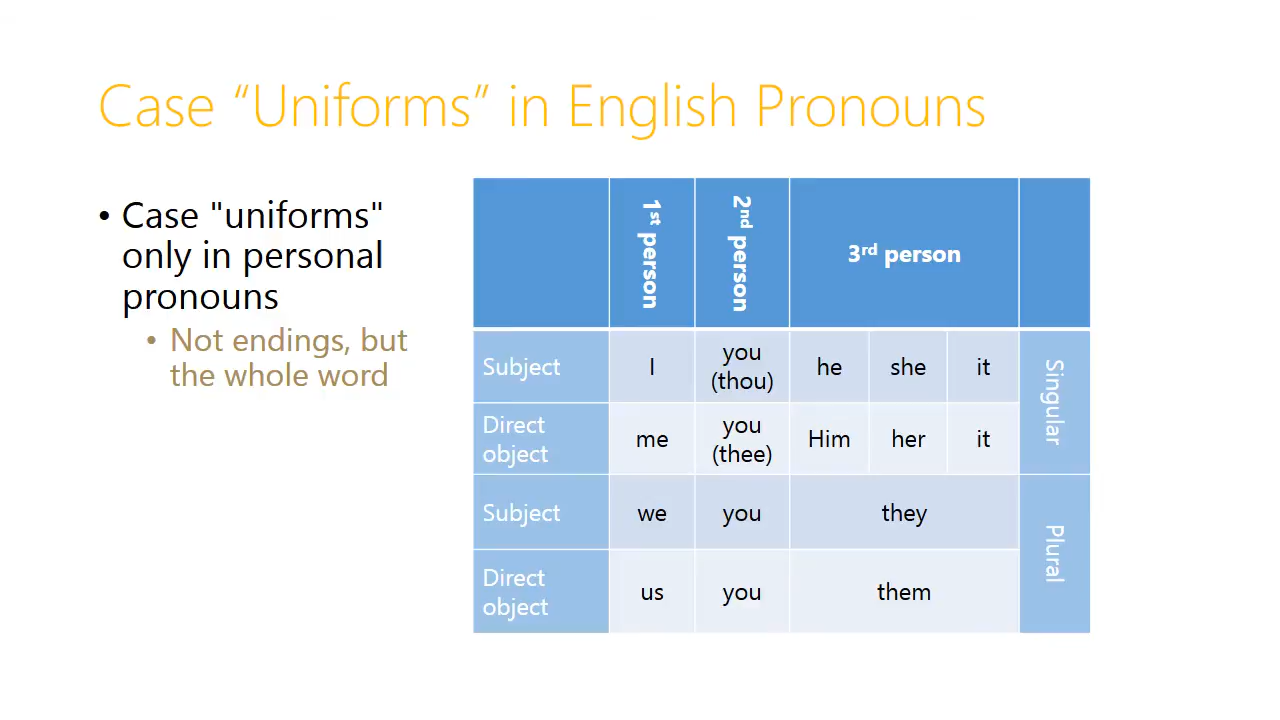 Case “Uniforms” in English Pronouns
• Case "uniforms"
only in personal
pronouns
• Not endings, but
the whole word
1st person
2nd person
3rd person
Subject I you (thou) he she it
Direct object me you (thee) Him her it
Singular
Subject we you they
Direct object us you them
Plural